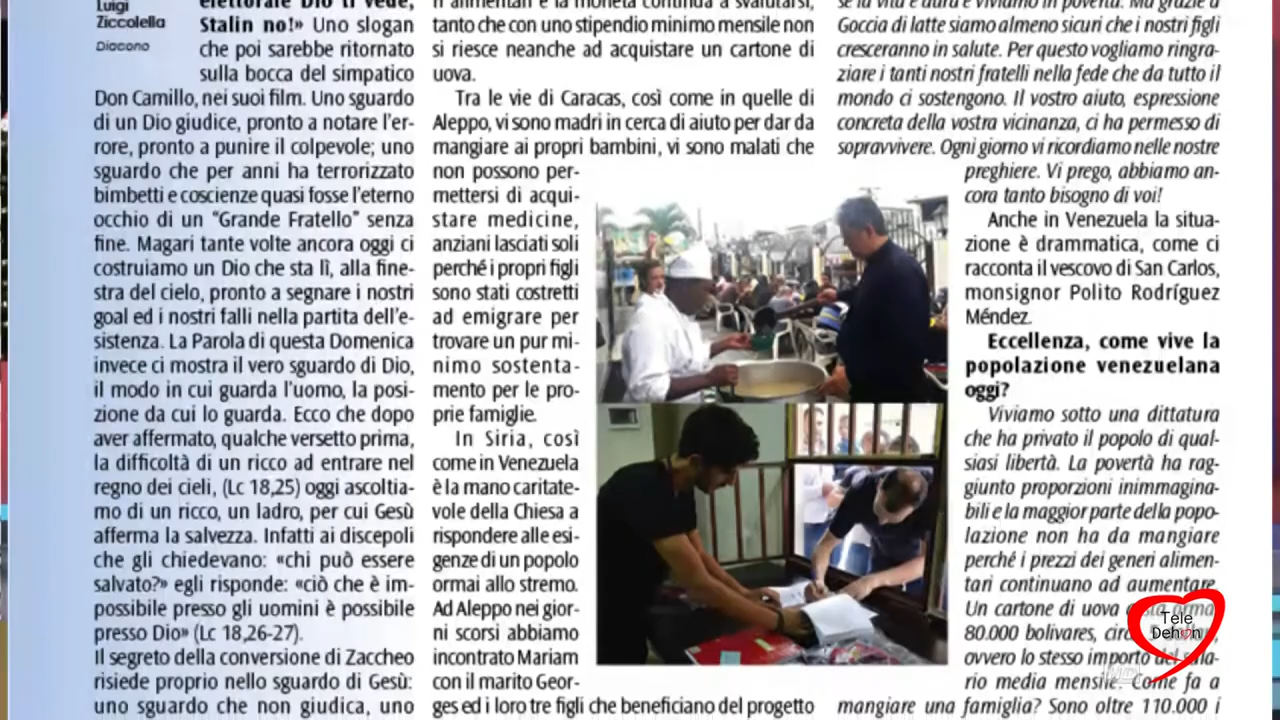 Luigi
Ziccolella
Diacono
elettorale Dio ti vede,
Stalin no!» Uno slogan
che poi sarebbe ritornato
sulla bocca del simpatico
Don Camillo, nei suoi film. Uno sguardo
di un Dio giudice, pronto a notare l'er-
rore, pronto a punire il colpevole; uno
sguardo che per anni ha terrorizzato
bimbetti e coscienze quasi fosse l'eterno
occhio di un "Grande Fratello" senza
fine. Magari tante volte ancora oggi ci
costruiamo un Dio che sta lì, alla fine-
stra del cielo, pronto a segnare i nostri
goal ed i nostri falli nella partita dell'e-
sistenza. La Parola di questa Domenica
invece ci mostra il vero sguardo di Dio,
il modo in cui guarda l'uomo, la posi-
zione da cui lo guarda. Ecco che dopo
aver affermato, qualche versetto prima,
la difficoltà di un ricco ad entrare nel
regno dei cieli, (Lc 18,25) oggi ascoltia-
mo di un ricco, un ladro, per cui Gesù
afferma la salvezza. Infatti ai discepoli
che gli chiedevano: «chi può essere
salvato?» egli risponde: «ciò che è im-
possibile presso gli uomini è possibile
presso Dio» (Lc 18,26-27).
Il segreto della conversione di Zaccheo
risiede proprio nello sguardo di Gesù:
uno sguardo che non giudica, uno
ri alimentari e la moneta continua a svalutarsi,
tanto che con uno stipendio minimo mensile non
si riesce neanche ad acquistare un cartone di
uova.
Tra le vie di Caracas, così come in quelle di
Aleppo, vi sono madri in cerca di aiuto per dar da
mangiare ai propri bambini, vi sono malati che
non possono per-
mettersi di acqui-
stare medicine,
anziani lasciati soli
perché i propri figli
sono stati costretti
ad emigrare per
trovare un pur mi-
nimo sostenta-
mento per le pro-
prie famiglie.
In Siria, così
come in Venezuela
è la mano caritate-
vole della Chiesa a
rispondere alle esi-
genze di un popolo
ormai allo stremo.
Ad Aleppo nei gior-
ni scorsi abbiamo
incontrato Mariam
con il marito Geor-
ges ed i loro tre figli che beneficiano del progetto
se la vita è dura e viviamo in povertà. Ma grazie a
Goccia di latte siamo almeno sicuri che i nostri figli
cresceranno in salute. Per questo vogliamo ringra-
ziare i tanti nostri fratelli nella fede che da tutto il
mondo ci sostengono. Il vostro aiuto, espressione
concreta della vostra vicinanza, ci ha permesso di
sopravvivere. Ogni giorno vi ricordiamo nelle nostre
preghiere. Vi prego, abbiamo an-
cora tanto bisogno di voi!
Anche in Venezuela la situa-
zione è drammatica, come ci
racconta il vescovo di San Carlos,
monsignor Polito Rodríguez
Méndez.
Eccellenza, come vive la
popolazione venezuelana
oggi?
Viviamo sotto una dittatura
che ha privato il popolo di qual-
siasi libertà. La povertà ha rag-
giunto proporzioni inimmagina-
bili e la maggior parte della popo-
lazione non ha da mangiare
perché i prezzi dei generi alimen-
tari continuano ad aumentare.
Un cartone di uova
80.000 bolivares,
ovvero lo stesso importo del
rio media mensile. Come fa a
mangiare una famiglia? Sono oltre 110.000 i
Tele
Dehon